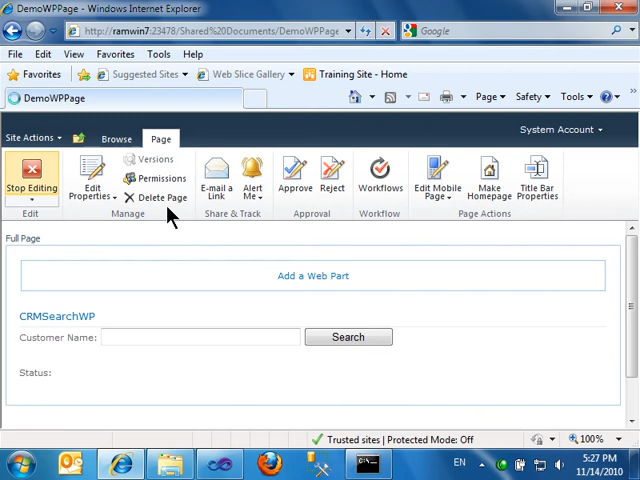 DemoWPPage - Windows Internet Explorer
http://ramwin7:23478/Shared%20Documents/DemoWPPage
Google
File Edit View Favorites Tools Help
Favorites Suggested Sites Web Slice Gallery Training Site - Home
DemoWPPage
Page Safety Tools
Site Actions Browse Page System Account
Stop Editing
Edit Properties
Versions
Permissions
Delete Page
E-mail a Link
Alert Me
Approve
Reject
Workflows
Edit Mobile Page
Make Homepage
Title Bar Properties
Edit Manage Share & Track Approval Workflow Page Actions
Full Page
Add a Web Part
CRMSearchWP
Customer Name: Search
Status:
Trusted sites | Protected Mode: Off 100%
EN 5:27 PM
11/14/2010